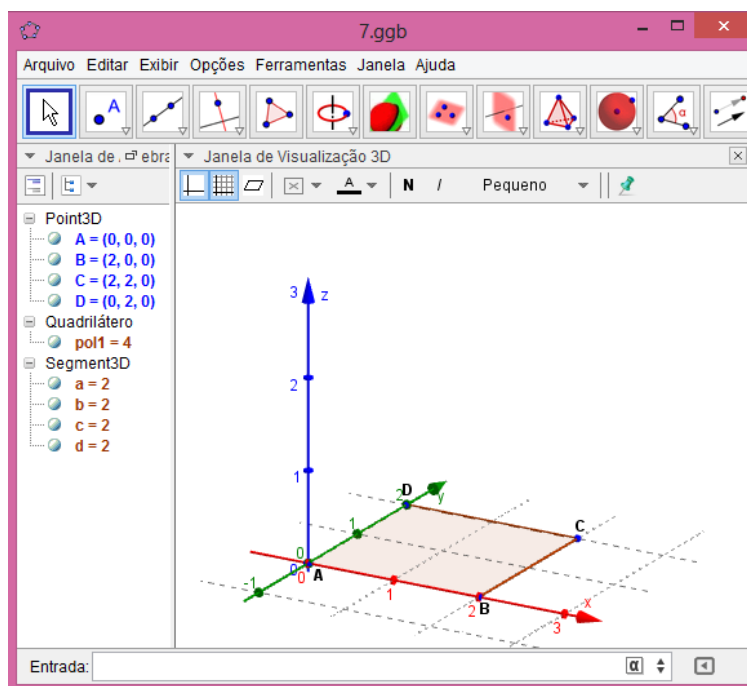 7.ggb
Arquivo Editar Exibir Opções Ferramentas Janela Ajuda
A
α
Janela de . ebra
Janela de Visualização 3D
A N I Pequeno
Point3D
A = (0, 0, 0)
B = (2, 0, 0)
C = (2, 2, 0)
D = (0, 2, 0)
Quadrilátero
pol1 = 4
Segment3D
a = 2
b = 2
c = 2
d = 2
3 z
2
1
2 D y
1
C
0
0 0 A
-1
1
2 B
x
3
Entrada: α